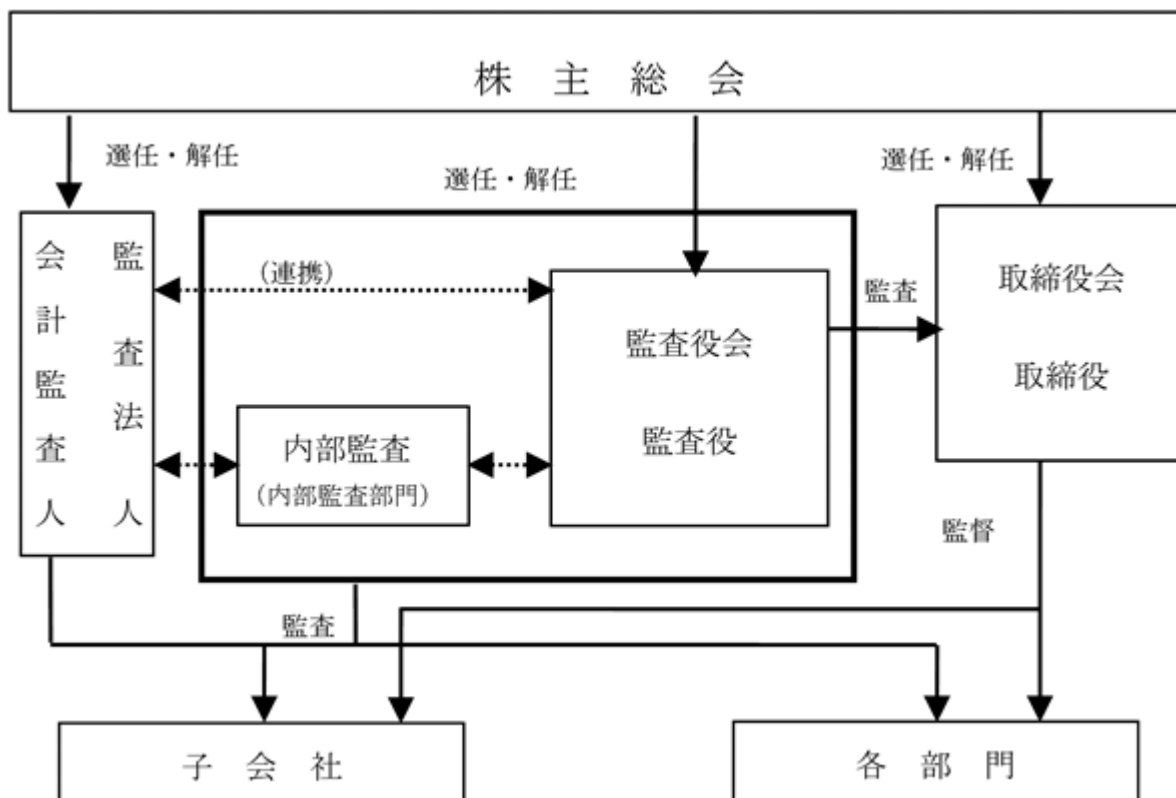 株主総会
選任・解任
選任・解任
選任・解任
会計監査人
監査法人
(連携)
監査役会
監査役
内部監査
(内部監査部門)
監査
取締役会
取締役
監督
監査
子会社
各部門